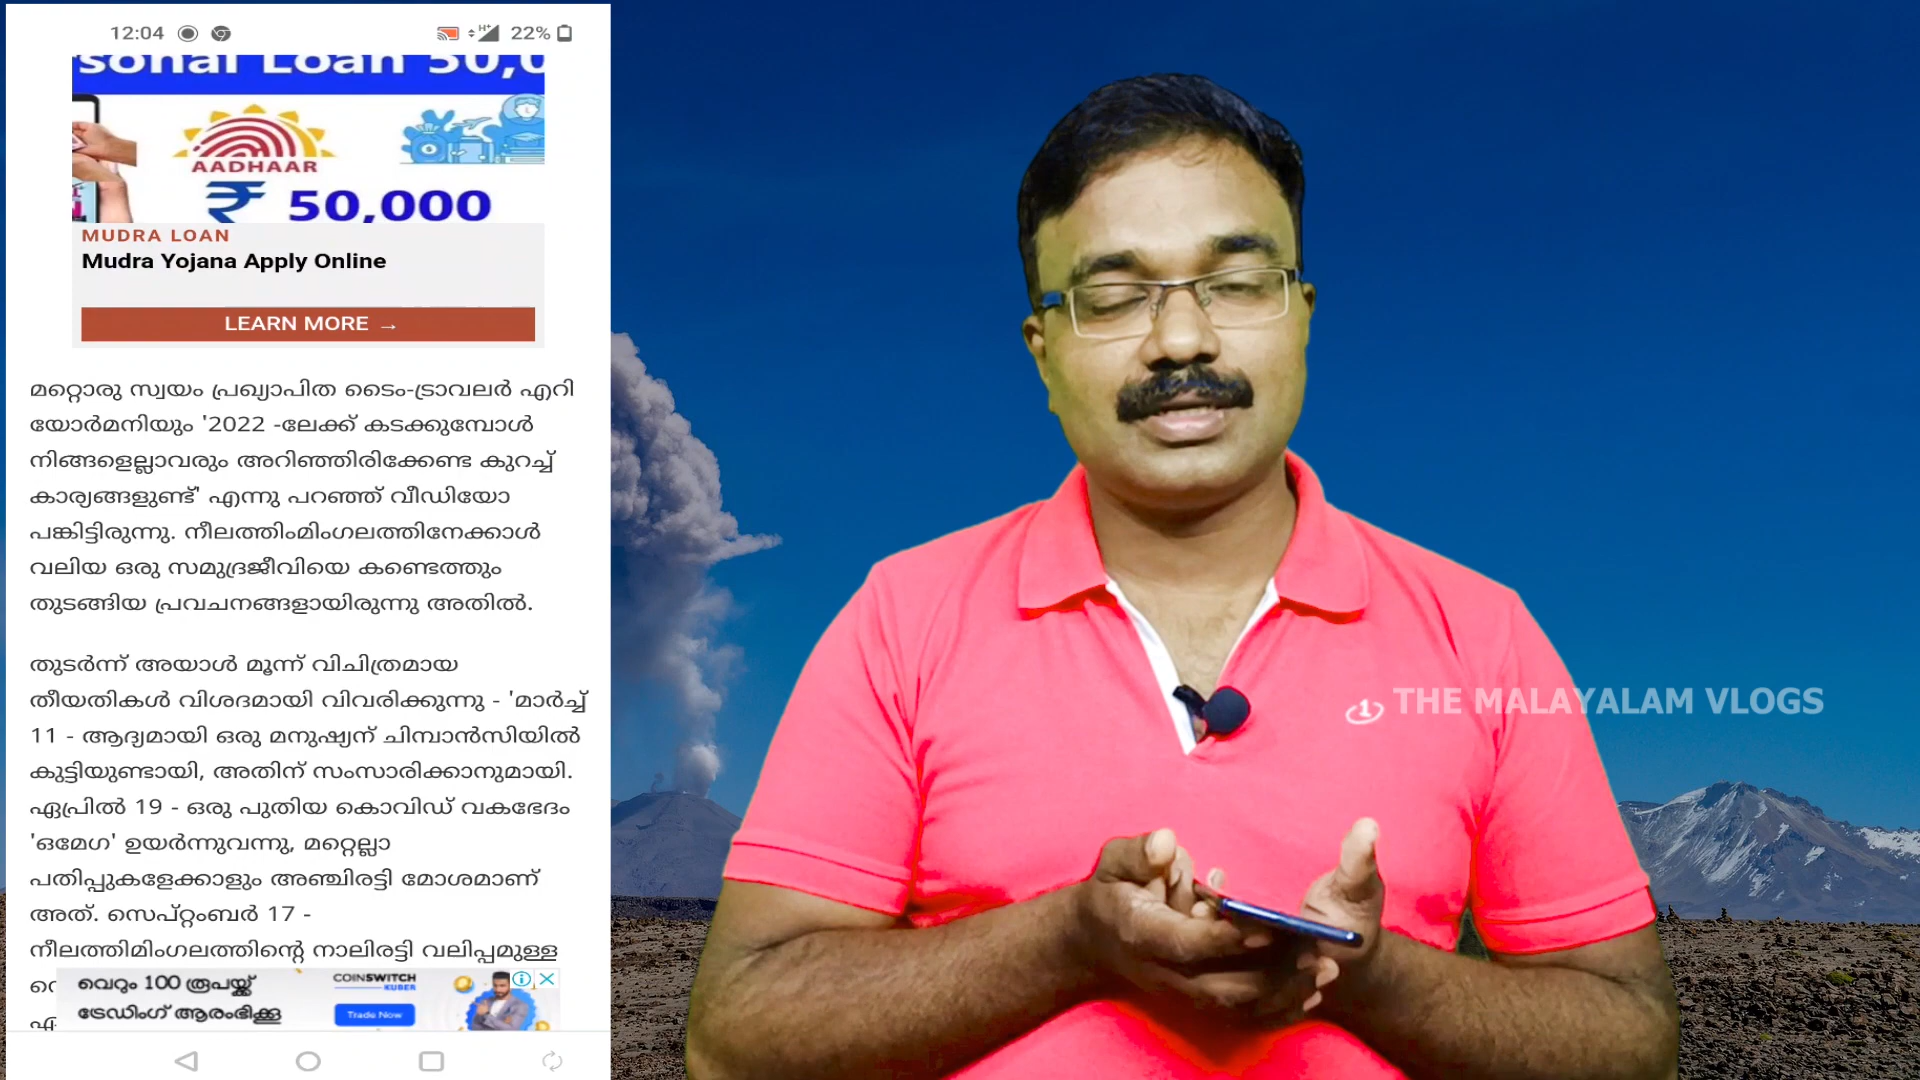 12:04
22%
sonal Loan 50,0
AADHAAR
₹ 50,000
MUDRA LOAN
Mudra Yojana Apply Online
LEARN MORE →
മറ്റൊരു സ്വയം പ്രഖ്യാപിത ടൈം-ട്രാവലർ എറി
യോർമനിയും '2022 -ലേക്ക് കടക്കുമ്പോൾ
നിങ്ങളെല്ലാവരും അറിഞ്ഞിരിക്കേണ്ട കുറച്ച്
കാര്യങ്ങളുണ്ട്' എന്നു പറഞ്ഞ് വീഡിയോ
പങ്കിട്ടിരുന്നു. നീലത്തിംമിംഗലത്തിനേക്കാൾ
വലിയ ഒരു സമുദ്രജീവിയെ കണ്ടെത്തും
തുടങ്ങിയ പ്രവചനങ്ങളായിരുന്നു അതിൽ.
തുടർന്ന് അയാൾ മൂന്ന് വിചിത്രമായ
തീയതികൾ വിശദമായി വിവരിക്കുന്നു - 'മാർച്ച്
11 - ആദ്യമായി ഒരു മനുഷ്യന് ചിമ്പാൻസിയിൽ
കുട്ടിയുണ്ടായി, അതിന് സംസാരിക്കാനുമായി.
ഏപ്രിൽ 19 - ഒരു പുതിയ കൊവിഡ് വകഭേദം
'ഒമേഗ' ഉയർന്നുവന്നു, മറ്റെല്ലാ
പതിപ്പുകളേക്കാളും അഞ്ചിരട്ടി മോശമാണ്
അത്. സെപ്റ്റംബർ 17 -
നീലത്തിമിംഗലത്തിന്റെ നാലിരട്ടി വലിപ്പമുള്ള
വെറും 100 രൂപയ്ക്ക്
ട്രേഡിംഗ് ആരംഭിക്കൂ
COINSWITCH
KUBER
Trade Now
THE MALAYALAM VLOGS